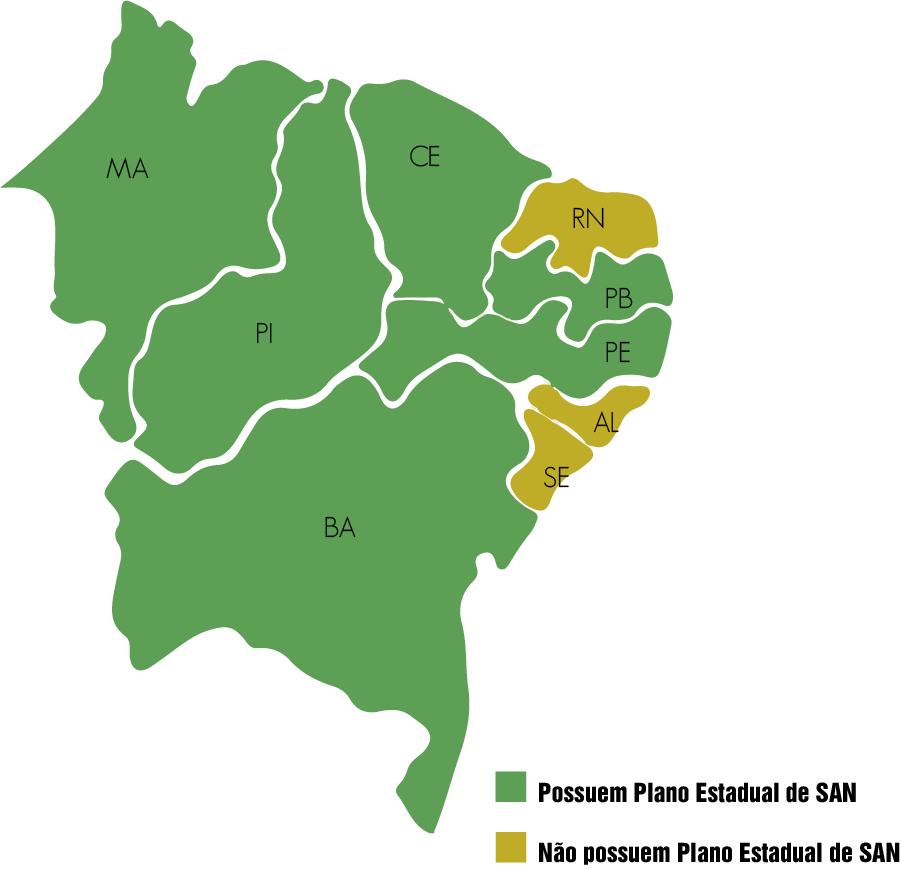 MA
CE
RN
PB
PI
PE
AL
SE
BA
Possuem Plano Estadual de SAN
Não possuem Plano Estadual de SAN